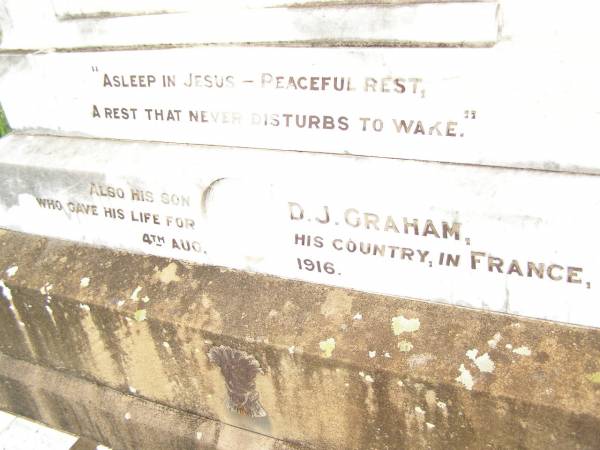 "ASLEEP IN JESUS – PEACEFUL REST,
A REST THAT NEVER DISTURBS TO WAKE."
ALSO HIS SON D. J. GRAHAM,
WHO GAVE HIS LIFE FOR HIS COUNTRY, IN FRANCE,
4TH AUG. 1916.